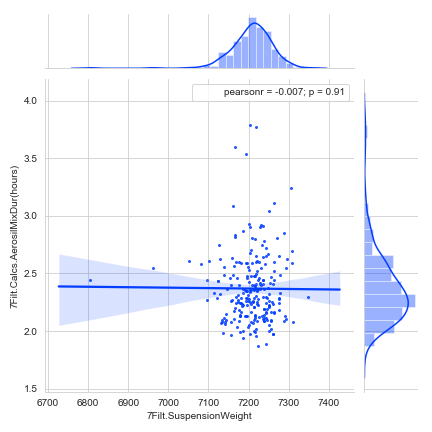 pearsonr = -0.007; p = 0.91
4.0
3.5
3.0
2.5
2.0
1.5
7Filt.Calcs.AerosilMixDur(hours)
6700 6800 6900 7000 7100 7200 7300 7400
7Filt.SuspensionWeight